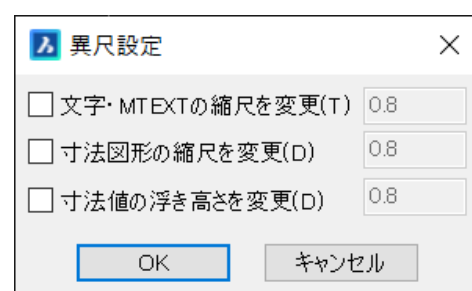 異尺設定
文字・MTEXTの縮尺を変更(T) 0.8
寸法図形の縮尺を変更(D) 0.8
寸法値の浮き高さを変更(D) 0.8
OK キャンセル